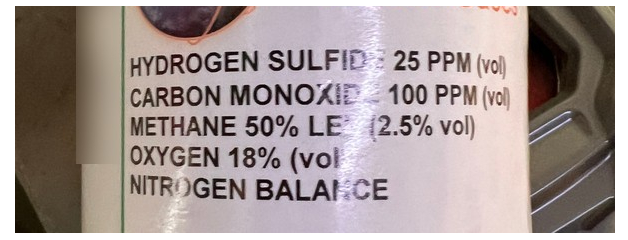 HYDROGEN SULFIDE 25 PPM (vol)
CARBON MONOXIDE 100 PPM (vol)
METHANE 50% LEL (2.5% vol)
OXYGEN 18% (vol)
NITROGEN BALANCE